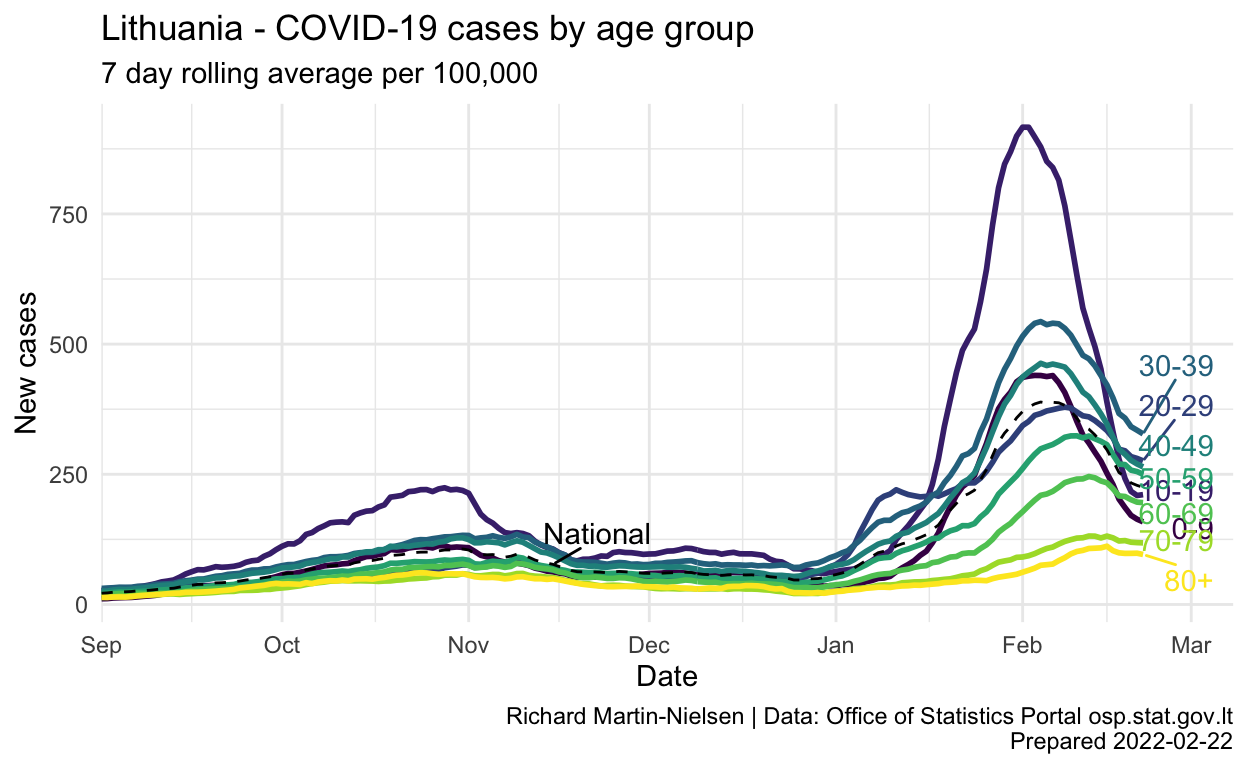 Lithuania - COVID-19 cases by age group
7 day rolling average per 100,000
New cases
750
500
250
0
30-39
20-29
40-49
50-59
10-19
60-69
0-9
70-79
80+
National
Sep Oct Nov Dec Jan Feb Mar
Date
Richard Martin-Nielsen | Data: Office of Statistics Portal osp.stat.gov.lt
Prepared 2022-02-22